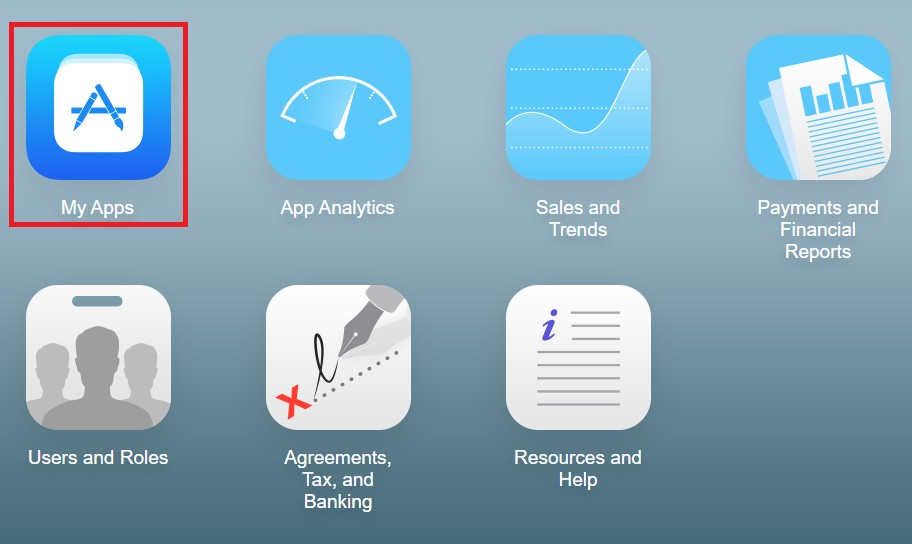 My Apps
App Analytics
Sales and
Trends
Payments and
Financial
Reports
Users and Roles
Agreements,
Tax, and
Banking
Resources and
Help